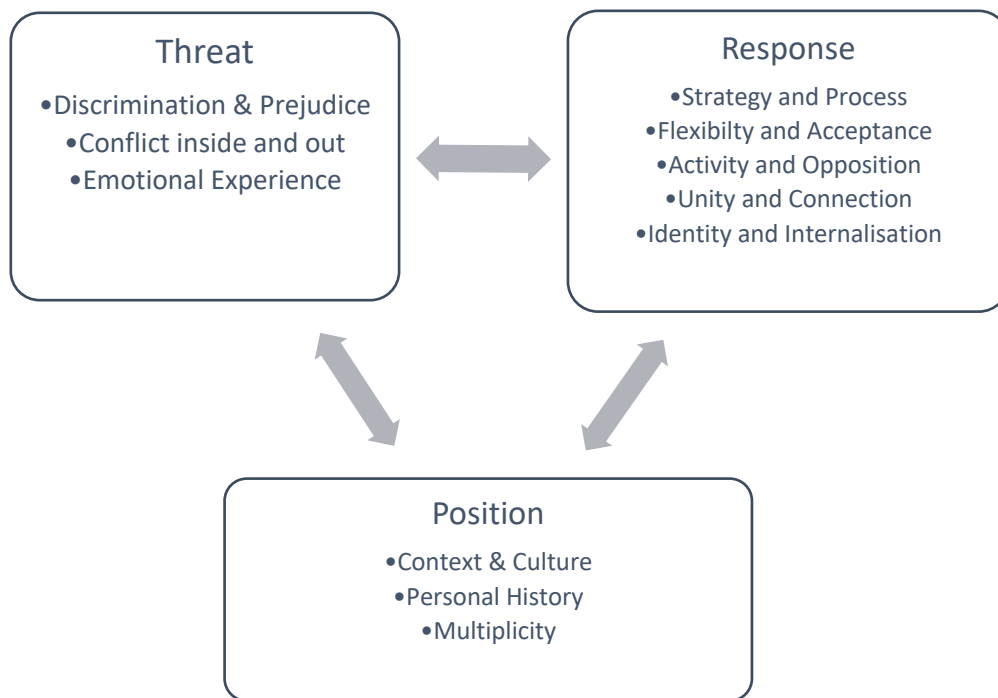 Threat
•Discrimination & Prejudice
•Conflict inside and out
•Emotional Experience
Response
•Strategy and Process
•Flexibilty and Acceptance
•Activity and Opposition
•Unity and Connection
•Identity and Internalisation
Position
•Context & Culture
•Personal History
•Multiplicity